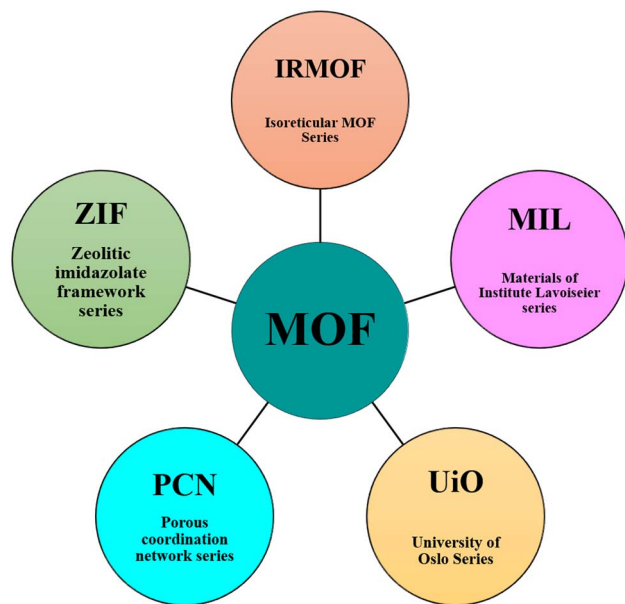 IRMOF
Isoreticular MOF
Series
ZIF
Zeolitic
imidazolate
framework
series
MIL
Materials of
Institute Lavoiseier
series
MOF
PCN
Porous
coordination
network series
UiO
University of
Oslo Series